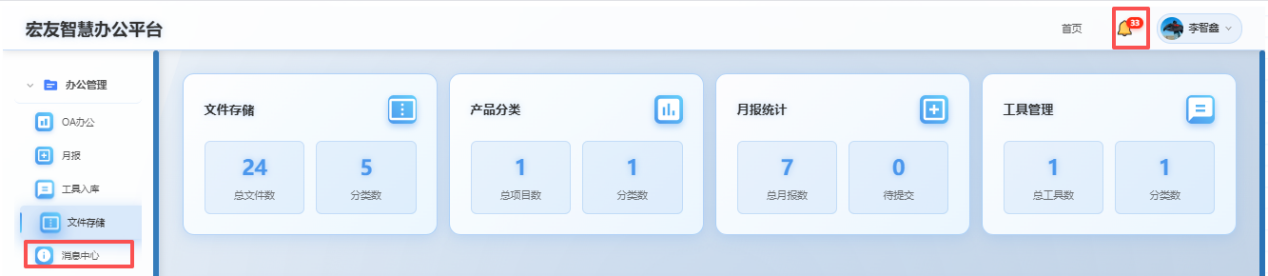 宏友智慧办公平台
首页
33
李智鑫
办公管理
OA办公
月报
工具入库
文件存储
消息中心
文件存储
24
总文件数
5
分类数
产品分类
1
总项目数
1
分类数
月报统计
7
总月报数
0
待提交
工具管理
1
总工具数
1
分类数